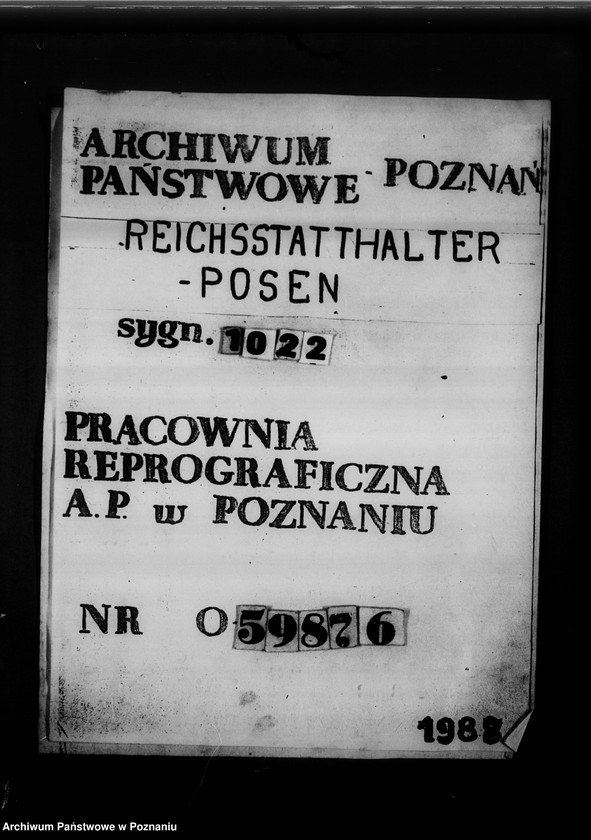 ARCHIWUM
PAŃSTWOWE - POZNAŃ
REICHSSTATTHALTER
-POSEN
sygn. 1022
PRACOWNIA
REPROGRAFICZNA
A.P. w POZNANIU
NR O-59876
Archiwum Państwowe w Poznaniu